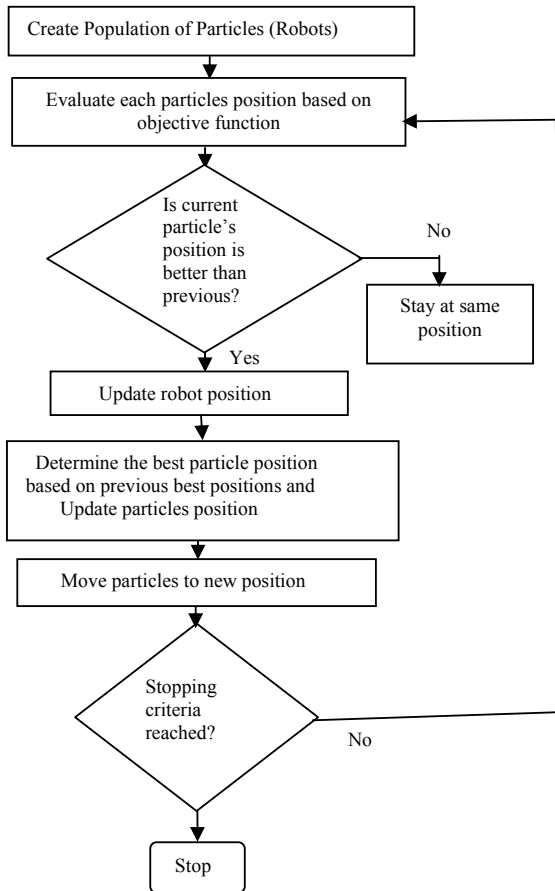 Create Population of Particles (Robots)
Evaluate each particles position based on
objective function
Is current
particle's
position is
better than
previous?
No
Stay at same
position
Yes
Update robot position
Determine the best particle position
based on previous best positions and
Update particles position
Move particles to new position
Stopping
criteria
reached?
No
Stop